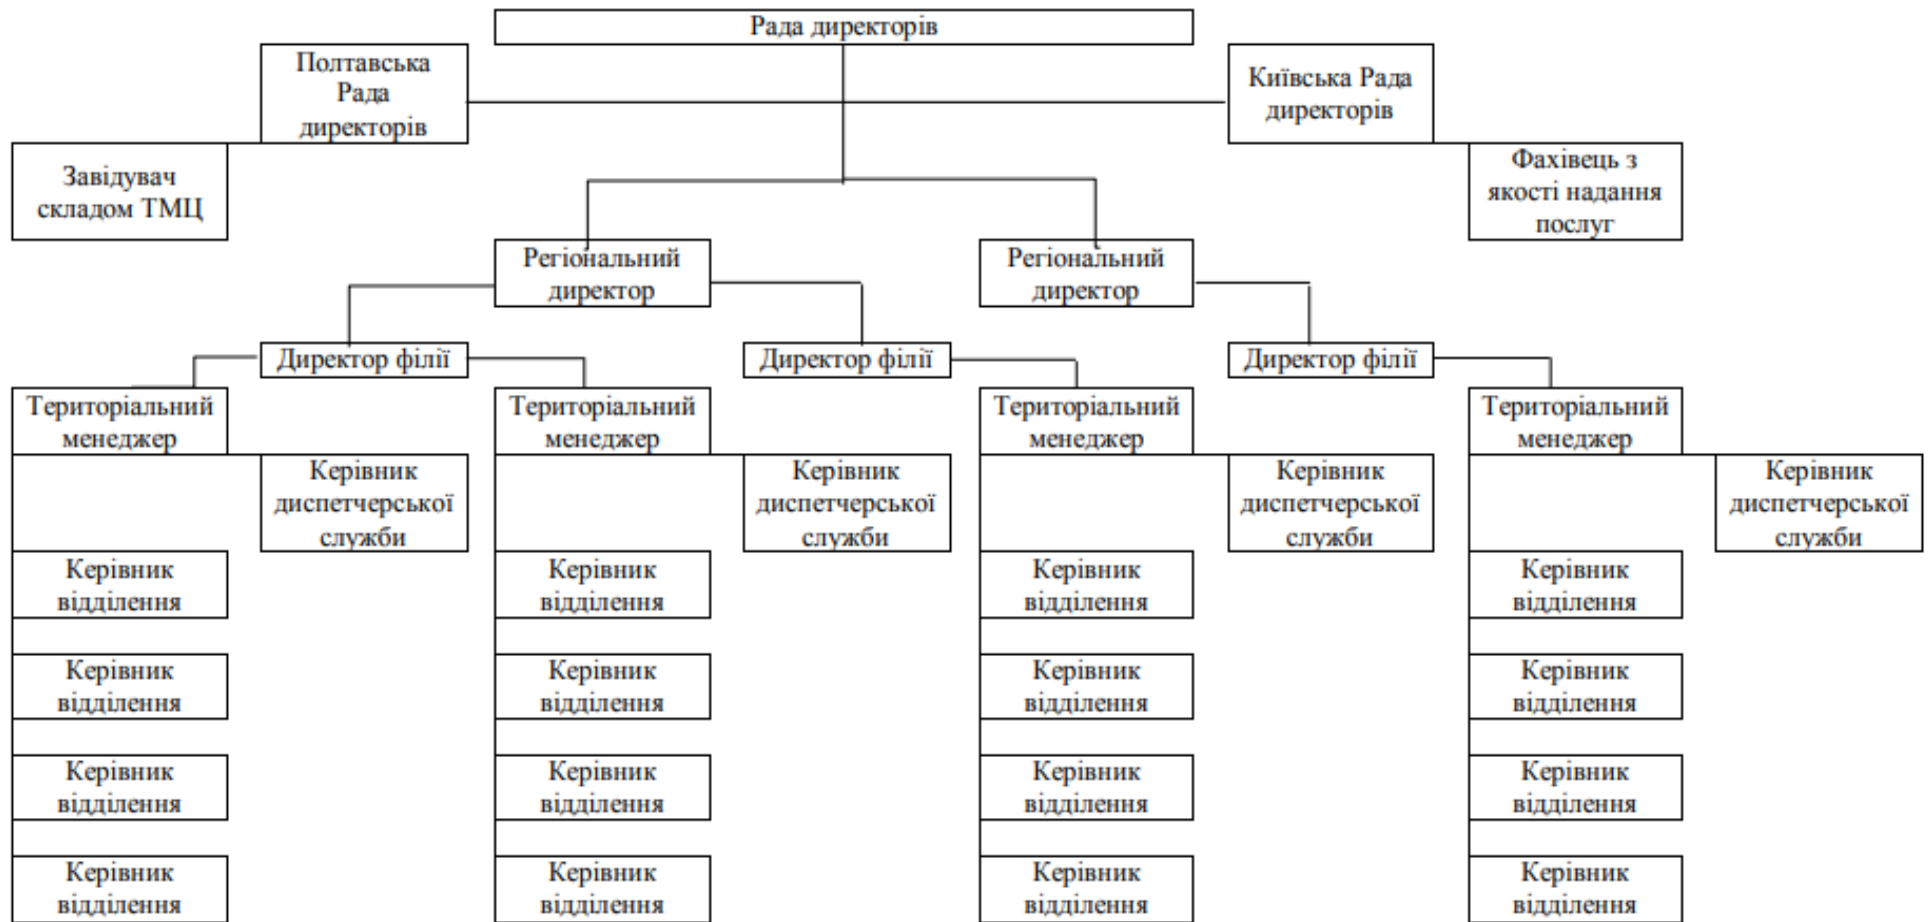 Рада директорів
Полтавська
Рада
директорів
Київська Рада
директорів
Завідувач
складом ТМЦ
Фахівець з
якості надання
послуг
Регіональний
директор
Регіональний
директор
Директор філії
Директор філії
Директор філії
Територіальний
менеджер
Територіальний
менеджер
Територіальний
менеджер
Територіальний
менеджер
Керівник
диспетчерської
служби
Керівник
диспетчерської
служби
Керівник
диспетчерської
служби
Керівник
диспетчерської
служби
Керівник
відділення
Керівник
відділення
Керівник
відділення
Керівник
відділення
Керівник
відділення
Керівник
відділення
Керівник
відділення
Керівник
відділення
Керівник
відділення
Керівник
відділення
Керівник
відділення
Керівник
відділення
Керівник
відділення
Керівник
відділення
Керівник
відділення
Керівник
відділення